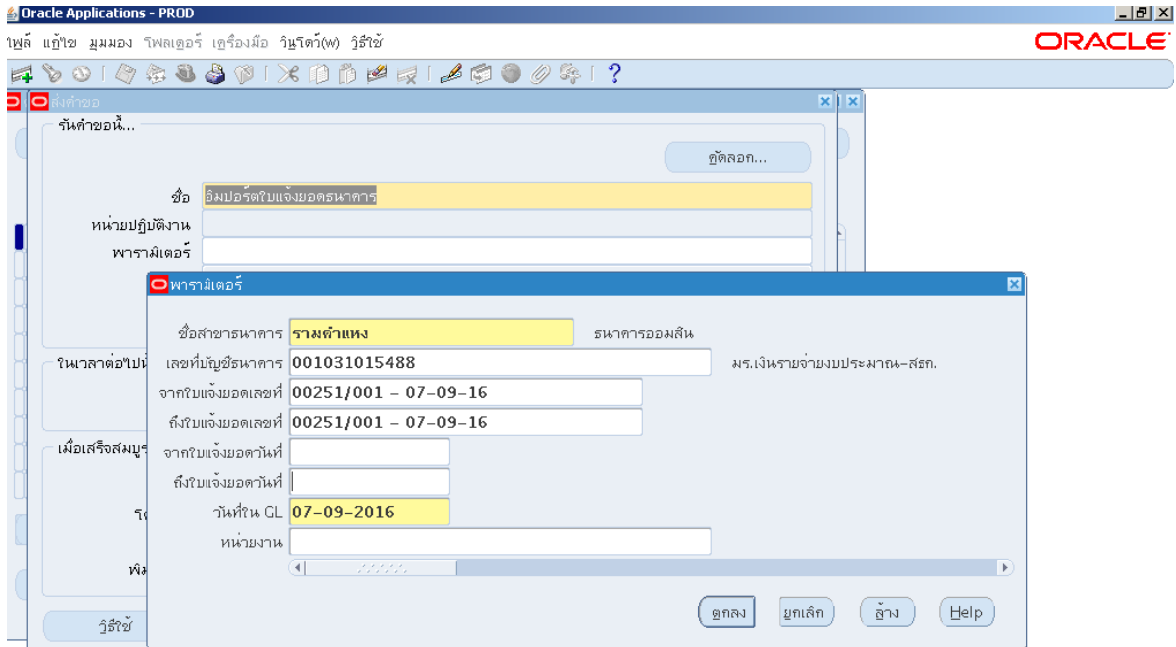 Oracle Applications - PROD
ไฟล์ แก้ไข มุมมอง โฟลเดอร์ เครื่องมือ วินโดว์(W) วิธีใช้
ORACLE
ส่งคำขอ
รันคำขอนี้...
คัดลอก...
ชื่อ อิมปอร์ตใบแจ้งยอดธนาคาร
หน่วยปฏิบัติงาน
พารามิเตอร์
พารามิเตอร์
ชื่อสาขาธนาคาร รามคำแหง ธนาคารออมสิน
ในเวลาต่อไปนี้ เลขที่บัญชีธนาคาร 001031015488 มร.เงินรายจ่ายงบประมาณ-สธก.
จากใบแจ้งยอดเลขที่ 00251/001 - 07-09-16
ถึงใบแจ้งยอดเลขที่ 00251/001 - 07-09-16
เมื่อเสร็จสมบูร จากใบแจ้งยอดวันที่
ถึงใบแจ้งยอดวันที่
วันที่ใน GL 07-09-2016
หน่วยงาน
พิม
ตกลง ยกเลิก ล้าง Help
วิธีใช้